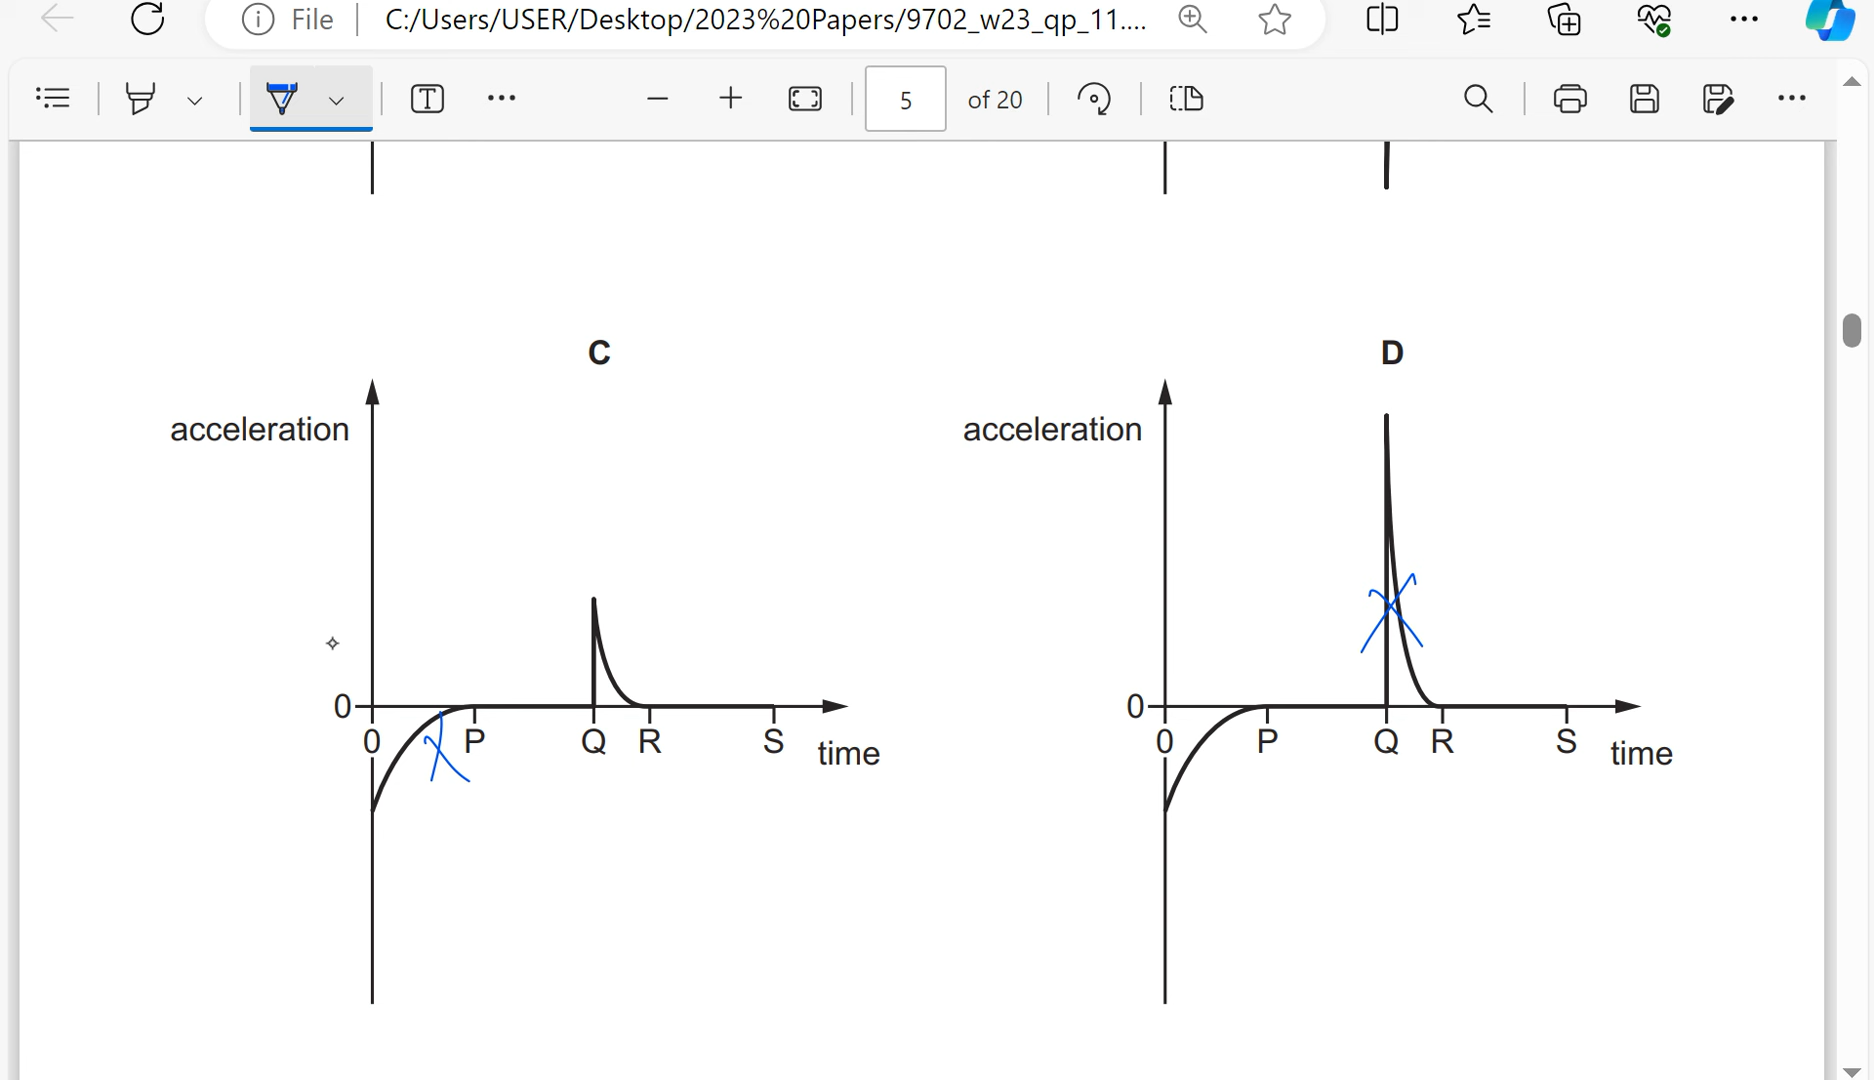 File C:/Users/USER/Desktop/2023%20Papers/9702_w23_qp_11....
5 of 20
C
D
acceleration
acceleration
0
0
0 P Q R S time
0 P Q R S time